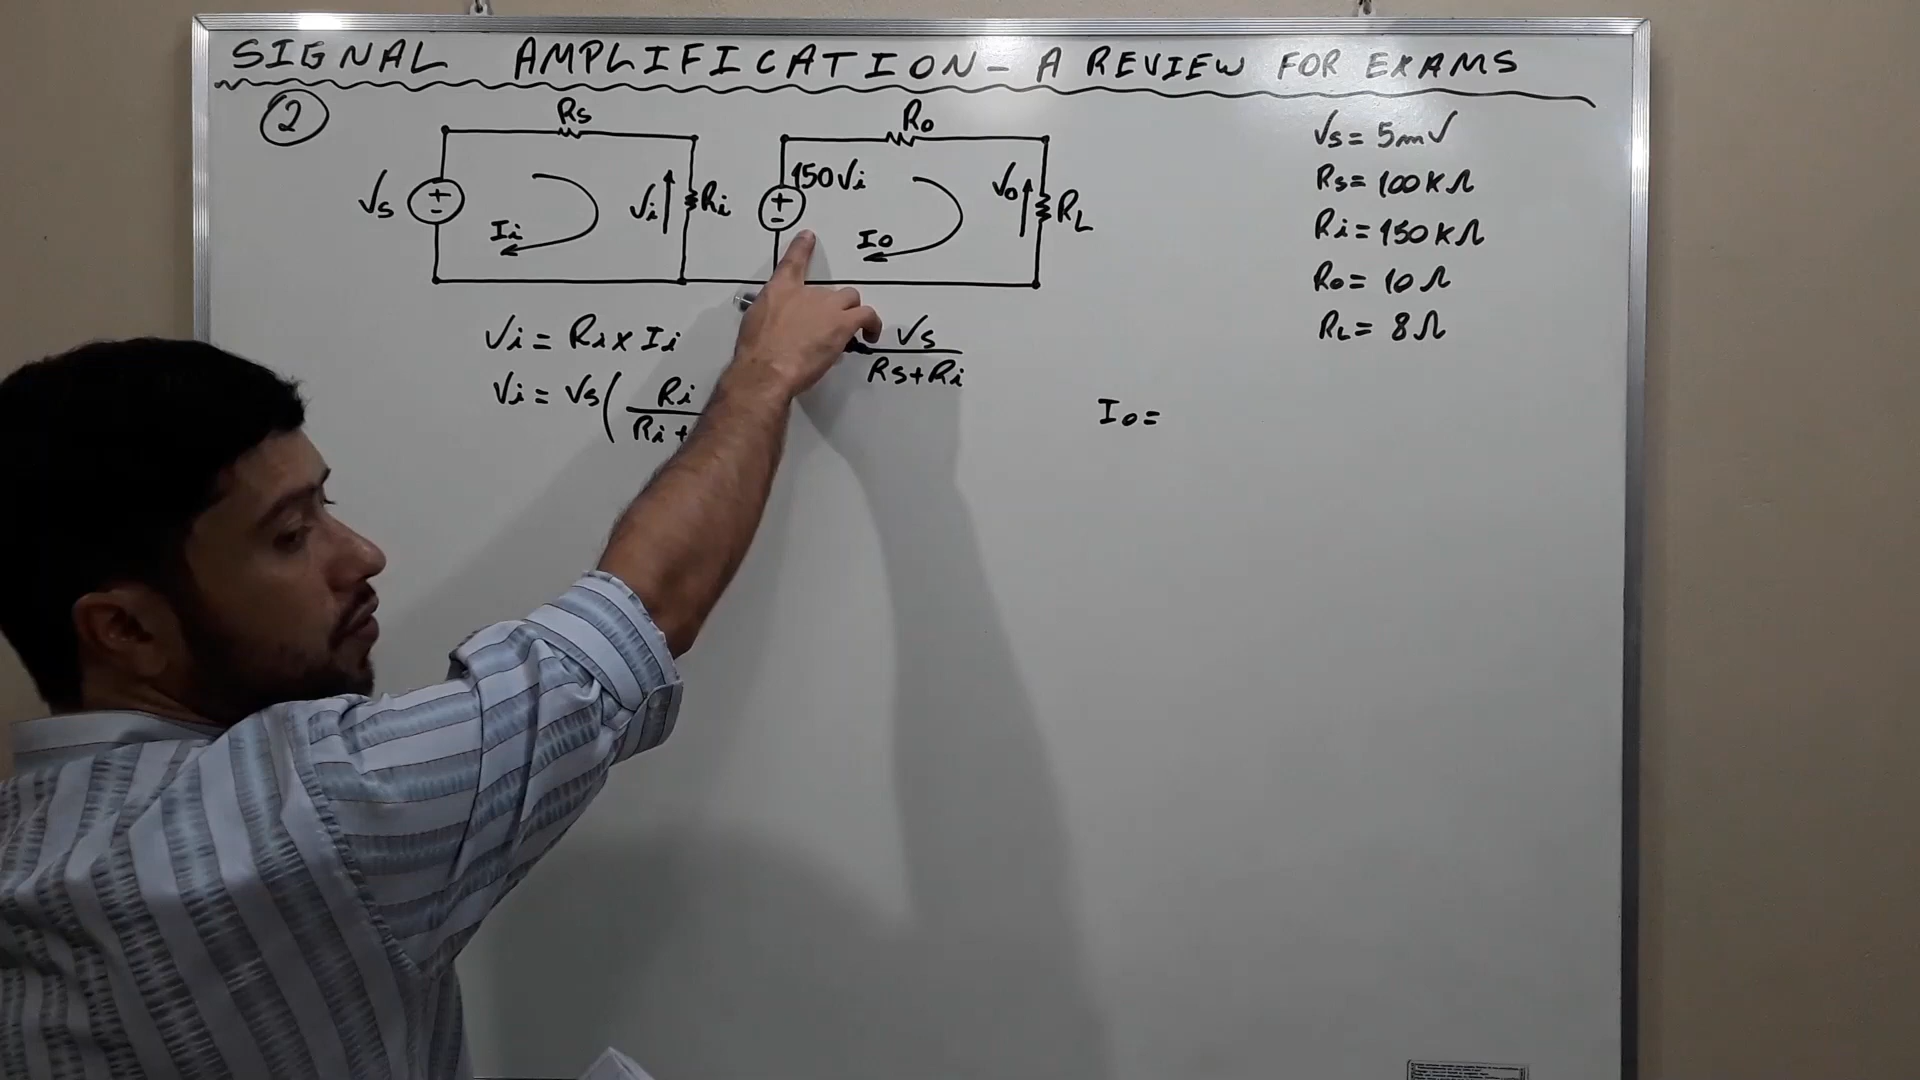 SIGNAL AMPLIFICATION - A REVIEW FOR EXAMS
2
Rs
Ro
Vs
+
-
Ii
Vi
Ri
150Vi
+
-
Io
Vo
RL
Vs = 5mV
Rs = 100KΩ
Ri = 150KΩ
Ro = 10Ω
RL = 8Ω
Vi = Ri x Ii
Vs
Rs+Ri
Vi = Vs( Ri
Ri +
Io =